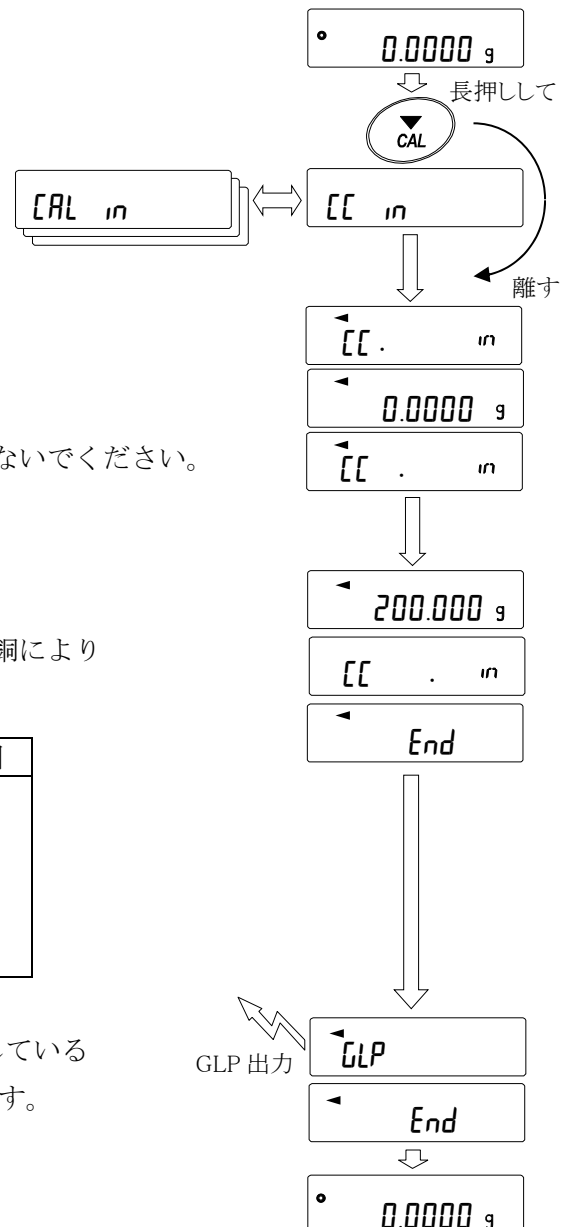 0.0000 g
長押しして
CAL
CAL in
CC in
離す
CC. in
0.0000 g
ないでください。
CC . in
200.000 g
銅により
CC . in
End
ている
GLP 出力
GLP
す。
End
0.0000 g